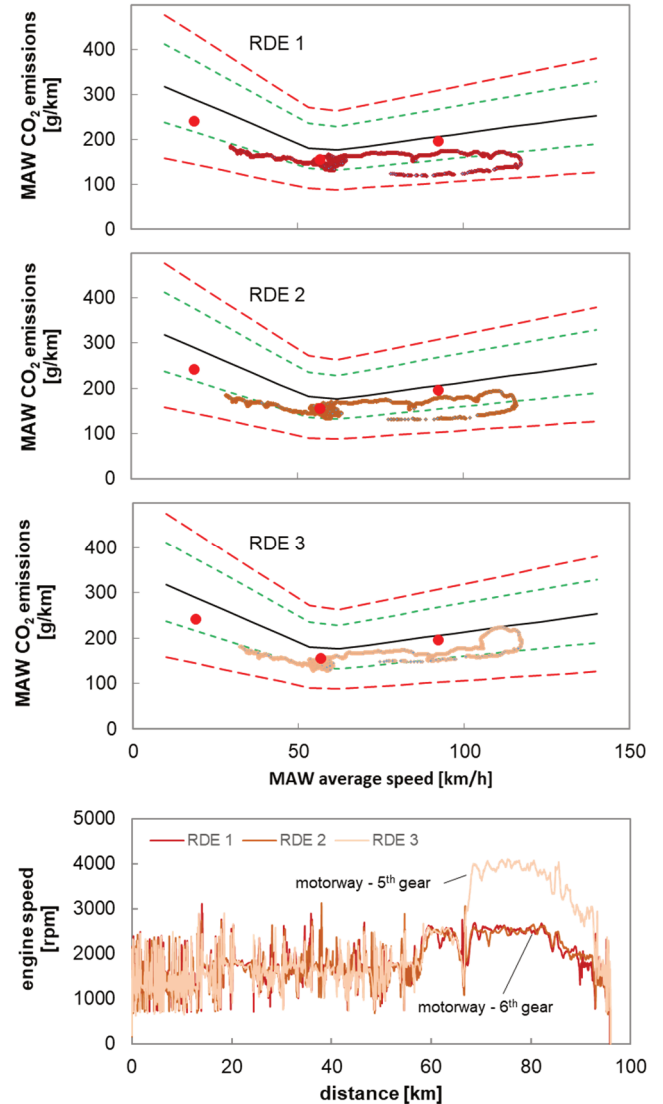 RDE 1
MAW CO2 emissions
[g/km]
400
300
200
100
0
RDE 2
MAW CO2 emissions
[g/km]
400
300
200
100
0
RDE 3
MAW CO2 emissions
[g/km]
400
300
200
100
0
0 50 100 150
MAW average speed [km/h]
engine speed
[rpm]
5000
4000
3000
2000
1000
0
RDE 1 RDE 2 RDE 3
motorway - 5th gear
motorway - 6th gear
0 20 40 60 80 100
distance [km]